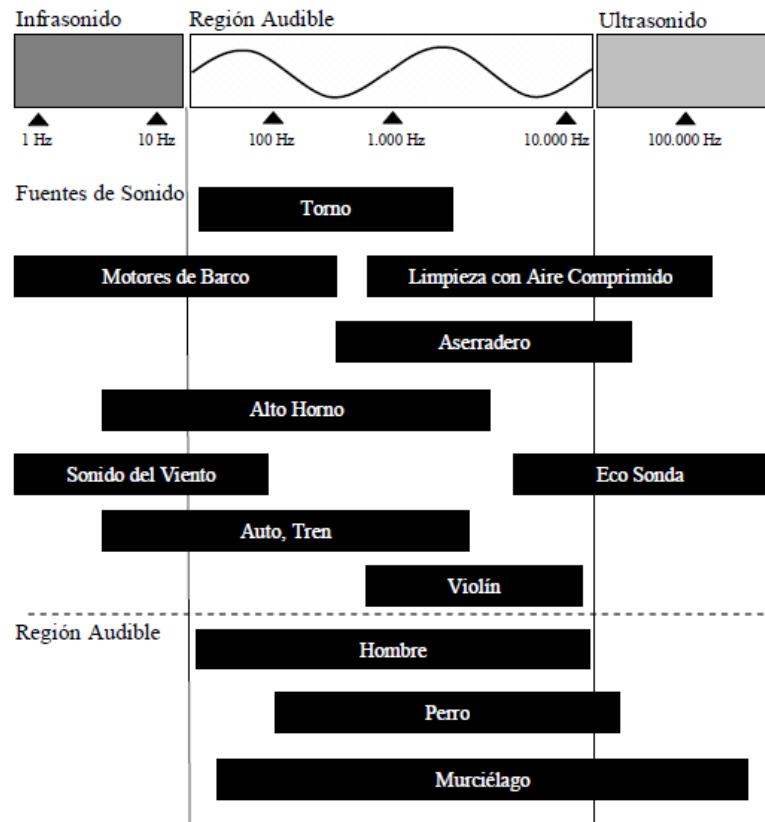 Infrasonido
Región Audible
Ultrasonido
1 Hz
10 Hz
100 Hz
1.000 Hz
10.000 Hz
100.000 Hz
Fuentes de Sonido
Torno
Motores de Barco
Limpieza con Aire Comprimido
Aserradero
Alto Horno
Sonido del Viento
Eco Sonda
Auto, Tren
Violín
Región Audible
Hombre
Perro
Murciélago